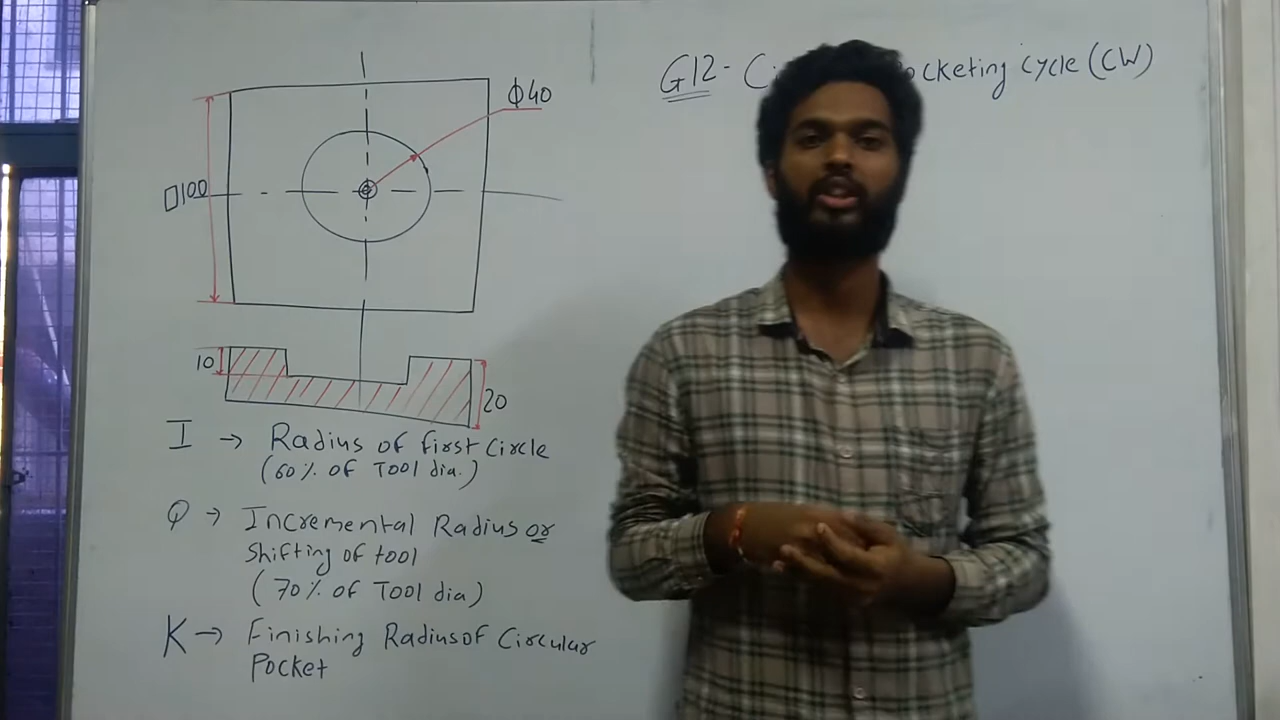 G12- C ocketing cycle (CW)
ϕ40
□100
10
20
I → Radius of first circle
(60% of Tool dia.)
Q → Incremental Radius or
Shifting of tool
(70% of Tool dia)
K → Finishing Radius of Circular
Pocket